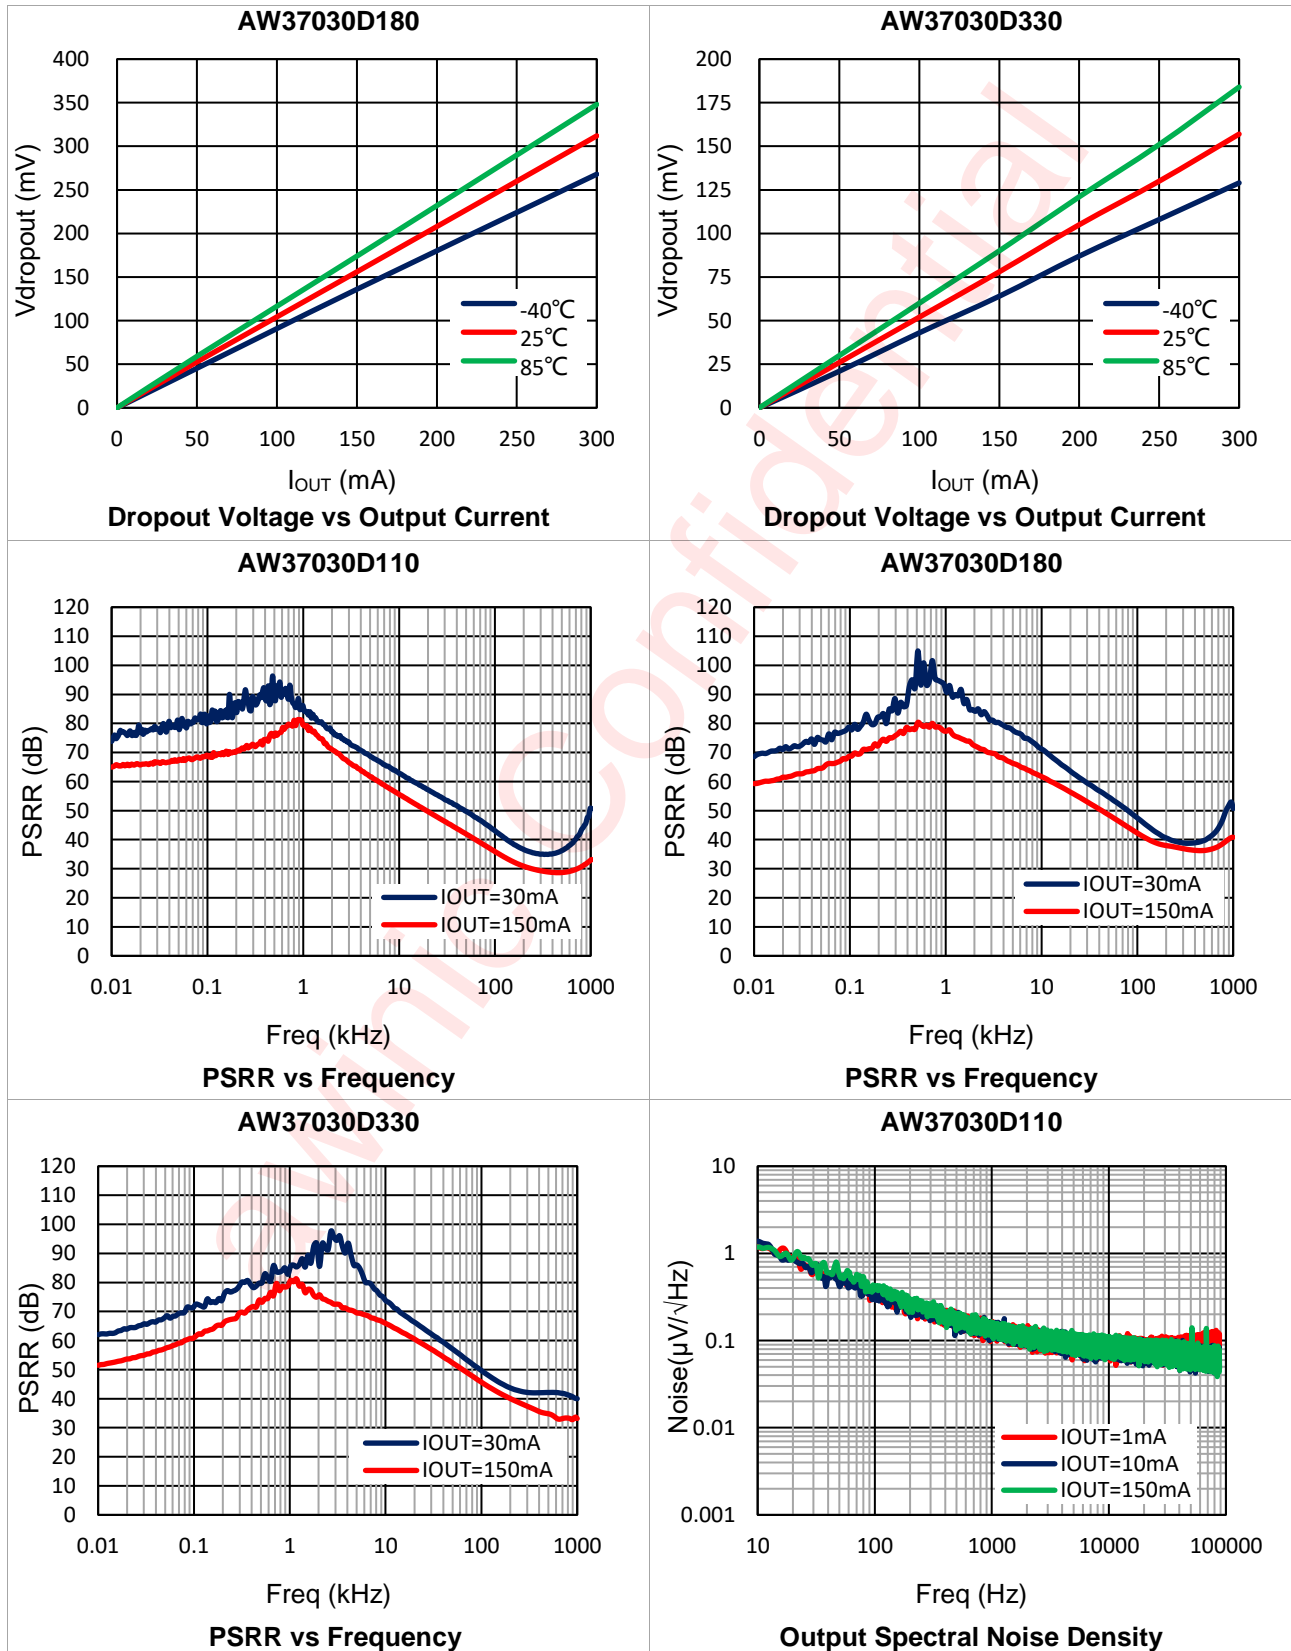 AW37030D180
400
350
300
250
200
150
100
50
0
Vdropout (mV)
-40℃
25℃
85℃
0 50 100 150 200 250 300
IOUT (mA)
Dropout Voltage vs Output Current
AW37030D330
200
175
150
125
100
75
50
25
0
Vdropout (mV)
-40℃
25℃
85℃
0 50 100 150 200 250 300
IOUT (mA)
Dropout Voltage vs Output Current
AW37030D110
120
110
100
90
80
70
60
50
40
30
20
10
0
PSRR (dB)
IOUT=30mA
IOUT=150mA
0.01 0.1 1 10 100 1000
Freq (kHz)
PSRR vs Frequency
AW37030D180
120
110
100
90
80
70
60
50
40
30
20
10
0
PSRR (dB)
IOUT=30mA
IOUT=150mA
0.01 0.1 1 10 100 1000
Freq (kHz)
PSRR vs Frequency
AW37030D330
120
110
100
90
80
70
60
50
40
30
20
10
0
PSRR (dB)
IOUT=30mA
IOUT=150mA
0.01 0.1 1 10 100 1000
Freq (kHz)
PSRR vs Frequency
AW37030D110
10
1
0.1
0.01
0.001
Noise(µV/√Hz)
IOUT=1mA
IOUT=10mA
IOUT=150mA
10 100 1000 10000 100000
Freq (Hz)
Output Spectral Noise Density
awinic Confidential